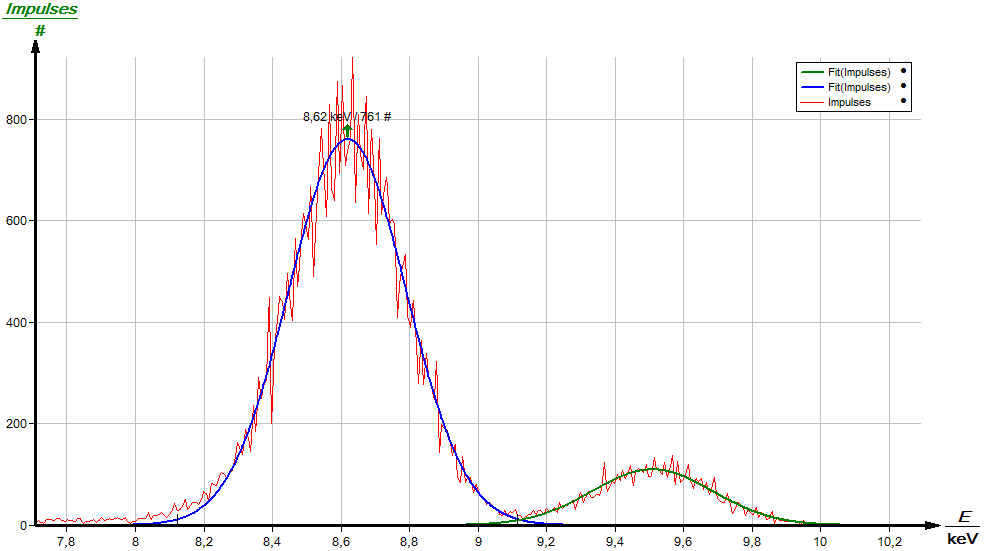 Impulses
#
Fit(Impulses)
Fit(Impulses)
Impulses
8,62 keV / 761 #
800
600
400
200
0
7,8 8 8,2 8,4 8,6 8,8 9 9,2 9,4 9,6 9,8 10 10,2
E
keV